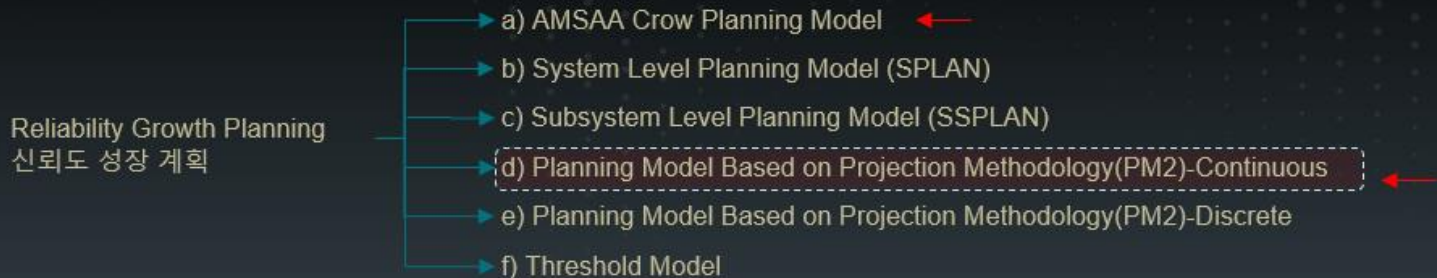 a) AMSAA Crow Planning Model
b) System Level Planning Model (SPLAN)
c) Subsystem Level Planning Model (SSPLAN)
Reliability Growth Planning
신뢰도 성장 계획
d) Planning Model Based on Projection Methodology(PM2)-Continuous
e) Planning Model Based on Projection Methodology(PM2)-Discrete
f) Threshold Model